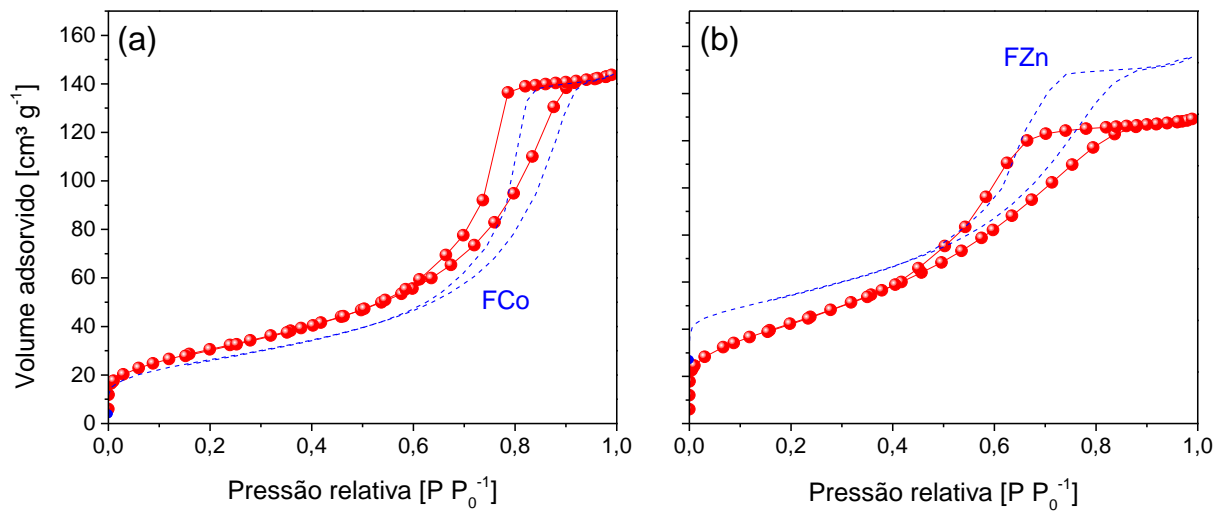 (a)
(b)
Volume adsorvido [cm³ g⁻¹]
160
140
120
100
80
60
40
20
0
FCo
FZn
0,0 0,2 0,4 0,6 0,8 1,0
0,0 0,2 0,4 0,6 0,8 1,0
Pressão relativa [P P₀⁻¹]
Pressão relativa [P P₀⁻¹]